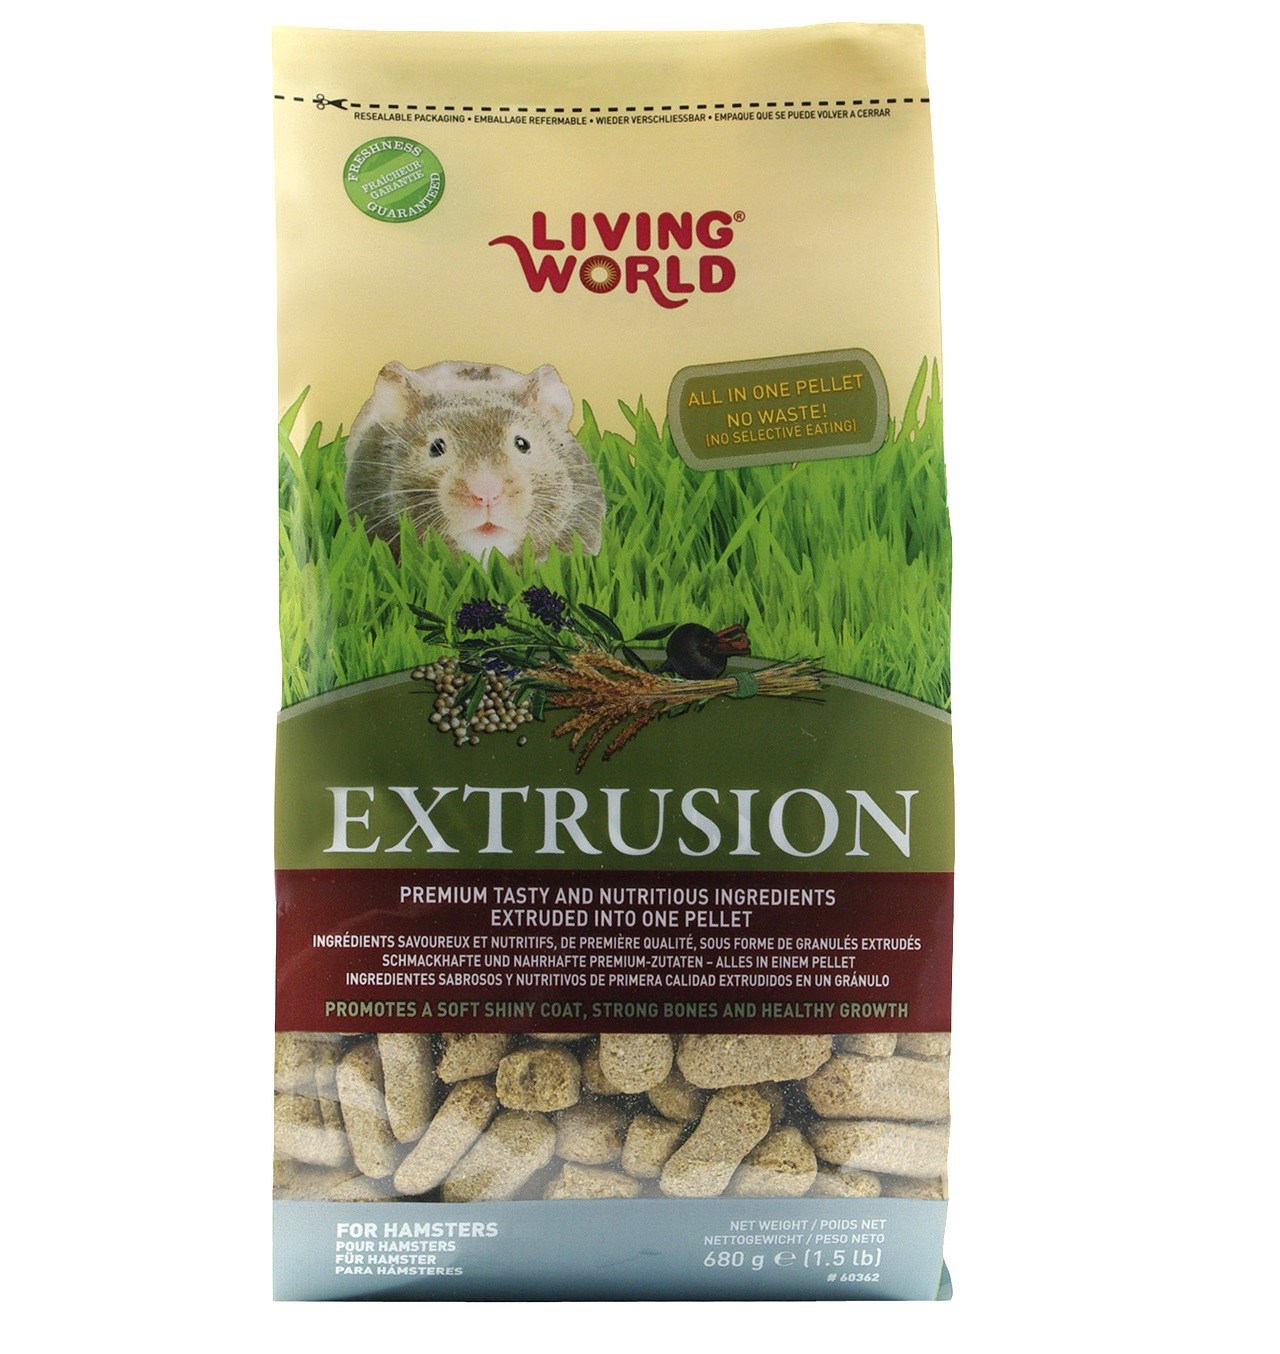 RESEALABLE PACKAGING • EMBALLAGE REFERMABLE • WIEDER VERSCHLIESSBAR • EMPAQUE QUE SE PUEDE VOLVER A CERRAR
FRESHNESS
FRAÎCHEUR
GARANTIE
GUARANTEED
LIVING®
WORLD
ALL IN ONE PELLET
NO WASTE!
(NO SELECTIVE EATING)
EXTRUSION
PREMIUM TASTY AND NUTRITIOUS INGREDIENTS
EXTRUDED INTO ONE PELLET
INGRÉDIENTS SAVOUREUX ET NUTRITIFS, DE PREMIÈRE QUALITÉ, SOUS FORME DE GRANULÉS EXTRUDÉS
SCHMACKHAFTE UND NAHRHAFTE PREMIUM-ZUTATEN – ALLES IN EINEM PELLET
INGREDIENTES SABROSOS Y NUTRITIVOS DE PRIMERA CALIDAD EXTRUDIDOS EN UN GRÁNULO
PROMOTES A SOFT SHINY COAT, STRONG BONES AND HEALTHY GROWTH
FOR HAMSTERS
POUR HAMSTERS
FÜR HAMSTER
PARA HÁMSTERES
NET WEIGHT / POIDS NET
NETTOGEWICHT / PESO NETO
680 g ℮ (1.5 lb)
# 60362